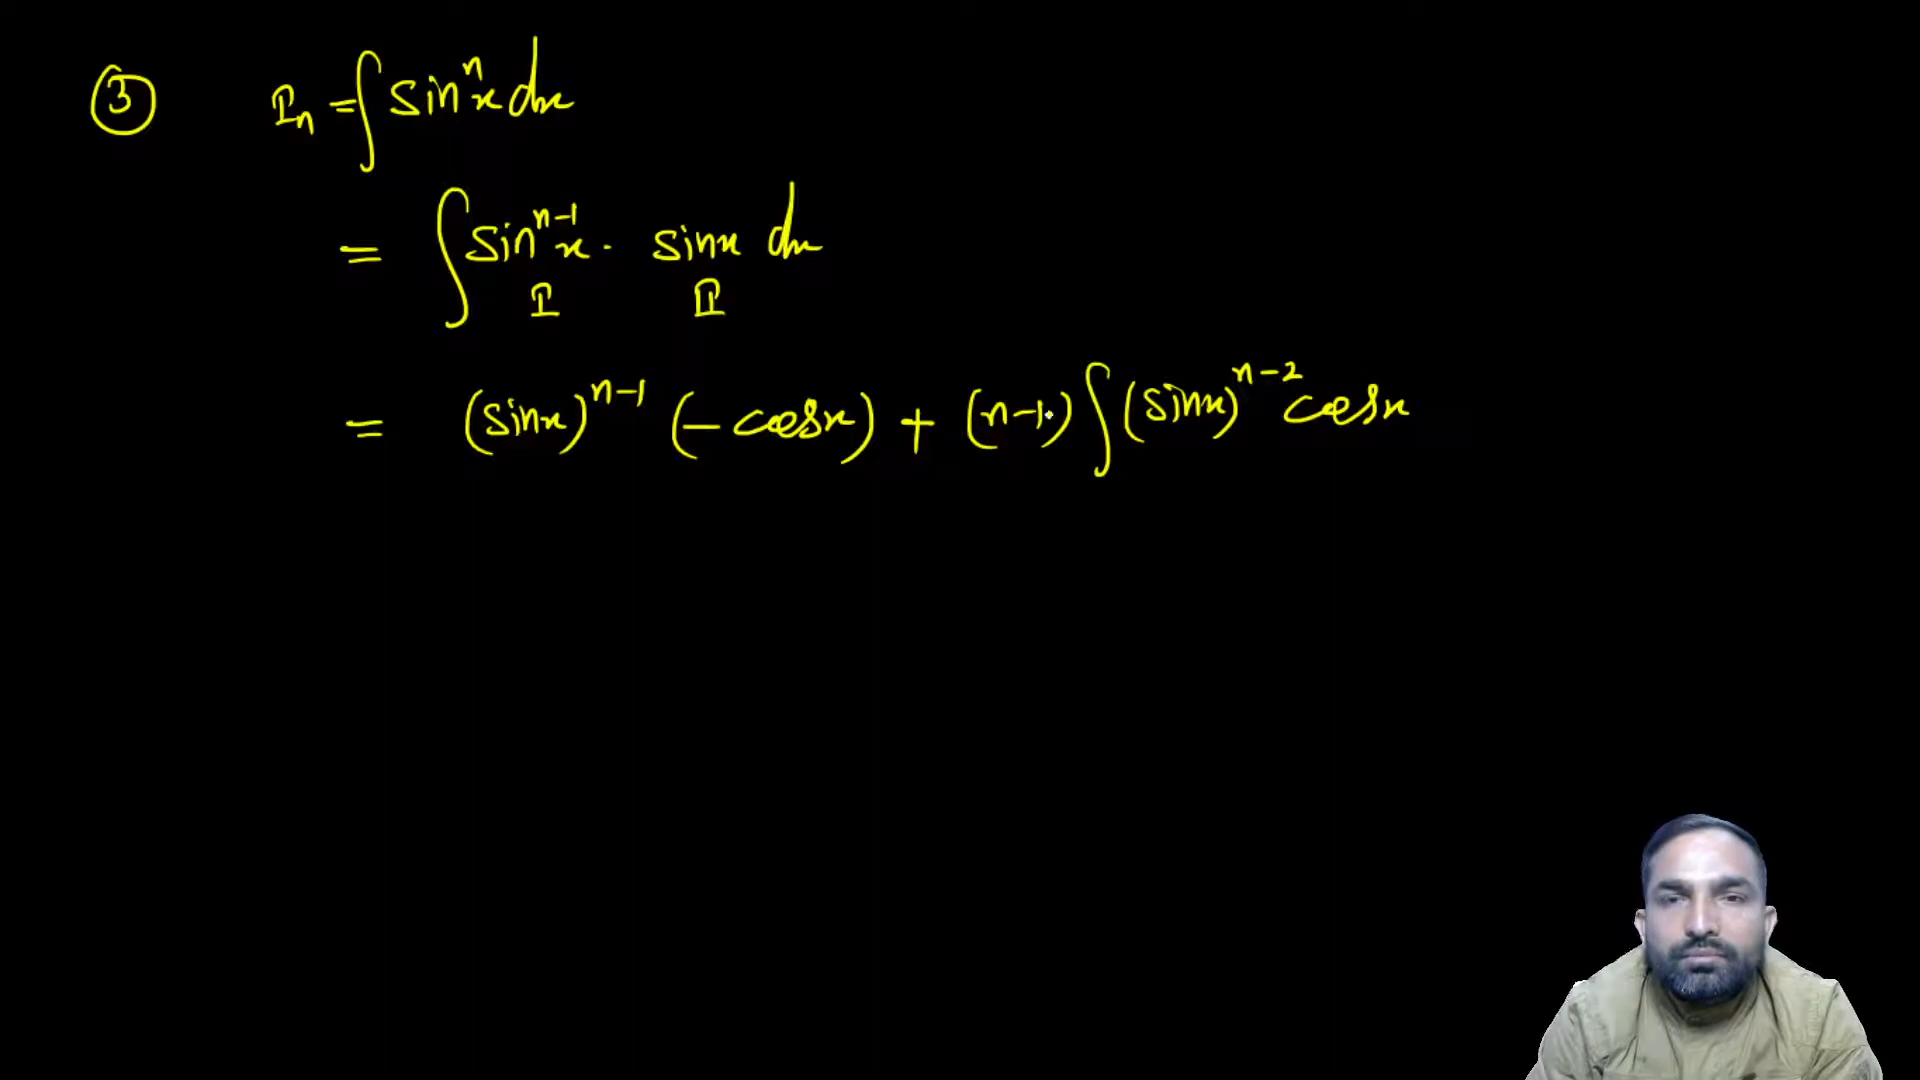 ③ Iₙ = ∫ sinⁿx dx
= ∫ sinⁿ⁻¹x · sinx dx
I II
= (sinx)ⁿ⁻¹ (–cosx) + (n–1) ∫ (sinx)ⁿ⁻² cosx